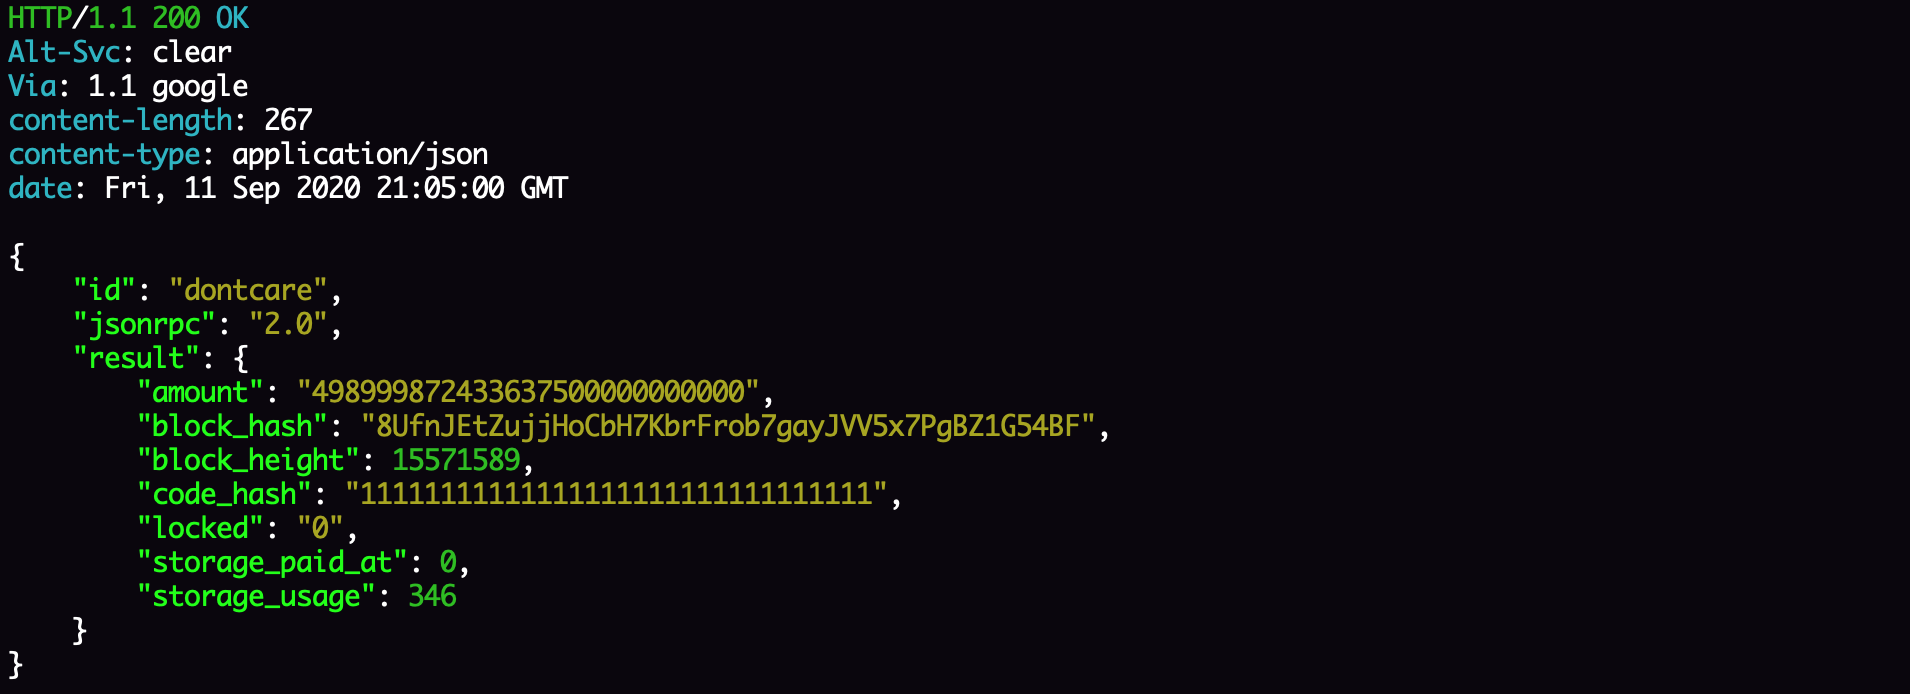 HTTP/1.1 200 OK
Alt-Svc: clear
Via: 1.1 google
content-length: 267
content-type: application/json
date: Fri, 11 Sep 2020 21:05:00 GMT
{
"id": "dontcare",
"jsonrpc": "2.0",
"result": {
"amount": "498999872433637500000000000",
"block_hash": "8UfnJEtZujjHoCbH7KbrFrob7gayJVV5x7PgBZ1G54BF",
"block_height": 15571589,
"code_hash": "11111111111111111111111111111111",
"locked": "0",
"storage_paid_at": 0,
"storage_usage": 346
}
}